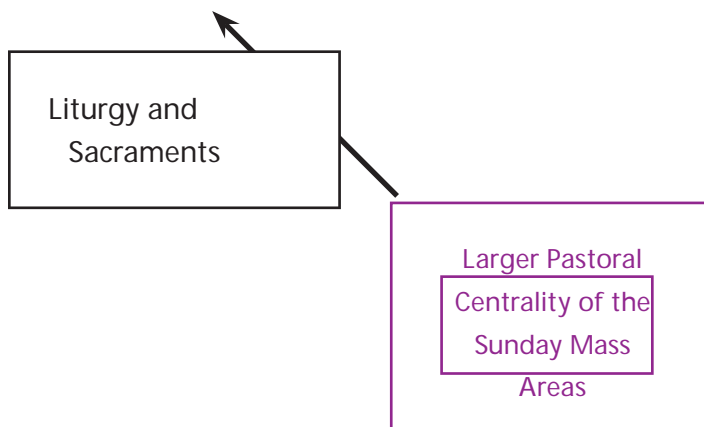 Liturgy and
Sacraments
Larger Pastoral
Centrality of the
Sunday Mass
Areas